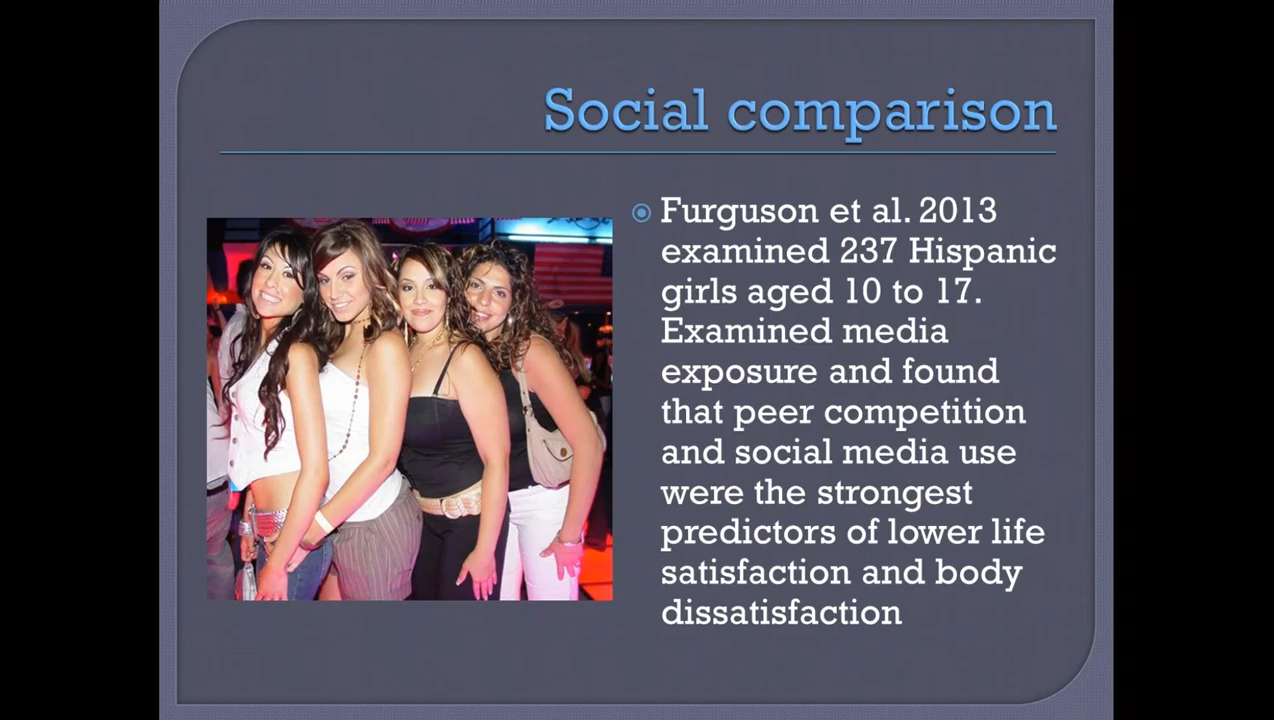 Social comparison
Furguson et al. 2013
examined 237 Hispanic
girls aged 10 to 17.
Examined media
exposure and found
that peer competition
and social media use
were the strongest
predictors of lower life
satisfaction and body
dissatisfaction